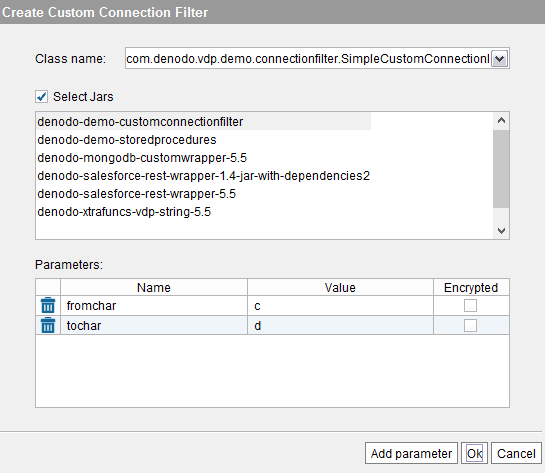 Create Custom Connection Filter
Class name: com.denodo.vdp.demo.connectionfilter.SimpleCustomConnectionl
Select Jars
denodo-demo-customconnectionfilter
denodo-demo-storedprocedures
denodo-mongodb-customwrapper-5.5
denodo-salesforce-rest-wrapper-1.4-jar-with-dependencies2
denodo-salesforce-rest-wrapper-5.5
denodo-xtrafuncs-vdp-string-5.5
Parameters:
Name Value Encrypted
fromchar c
tochar d
Add parameter Ok Cancel